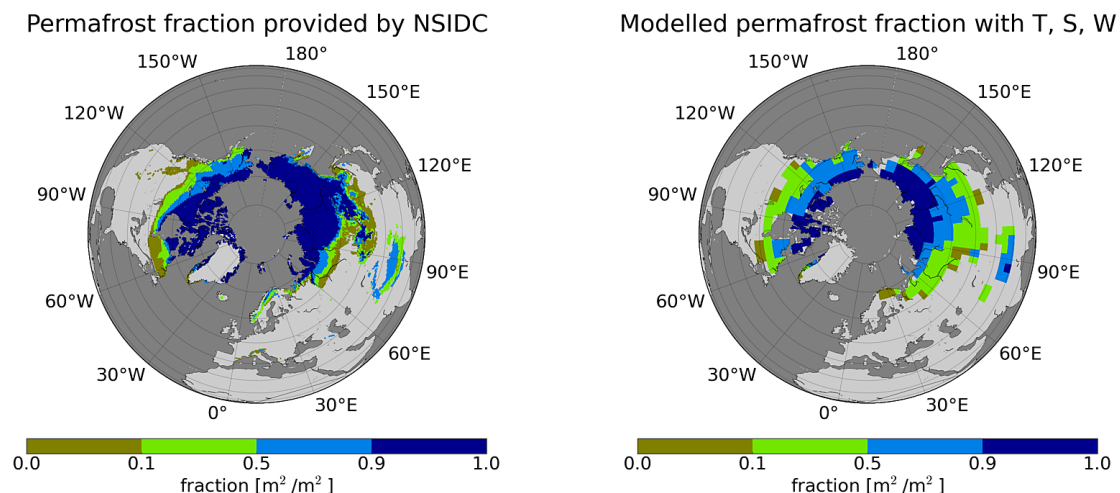 Permafrost fraction provided by NSIDC
180°
150°W
150°E
120°W
120°E
90°W
90°E
60°W
60°E
30°W
30°E
0°
0.0 0.1 0.5 0.9 1.0
fraction [m² /m² ]
Modelled permafrost fraction with T, S, W
180°
150°W
150°E
120°W
120°E
90°W
90°E
60°W
60°E
30°W
30°E
0°
0.0 0.1 0.5 0.9 1.0
fraction [m² /m² ]